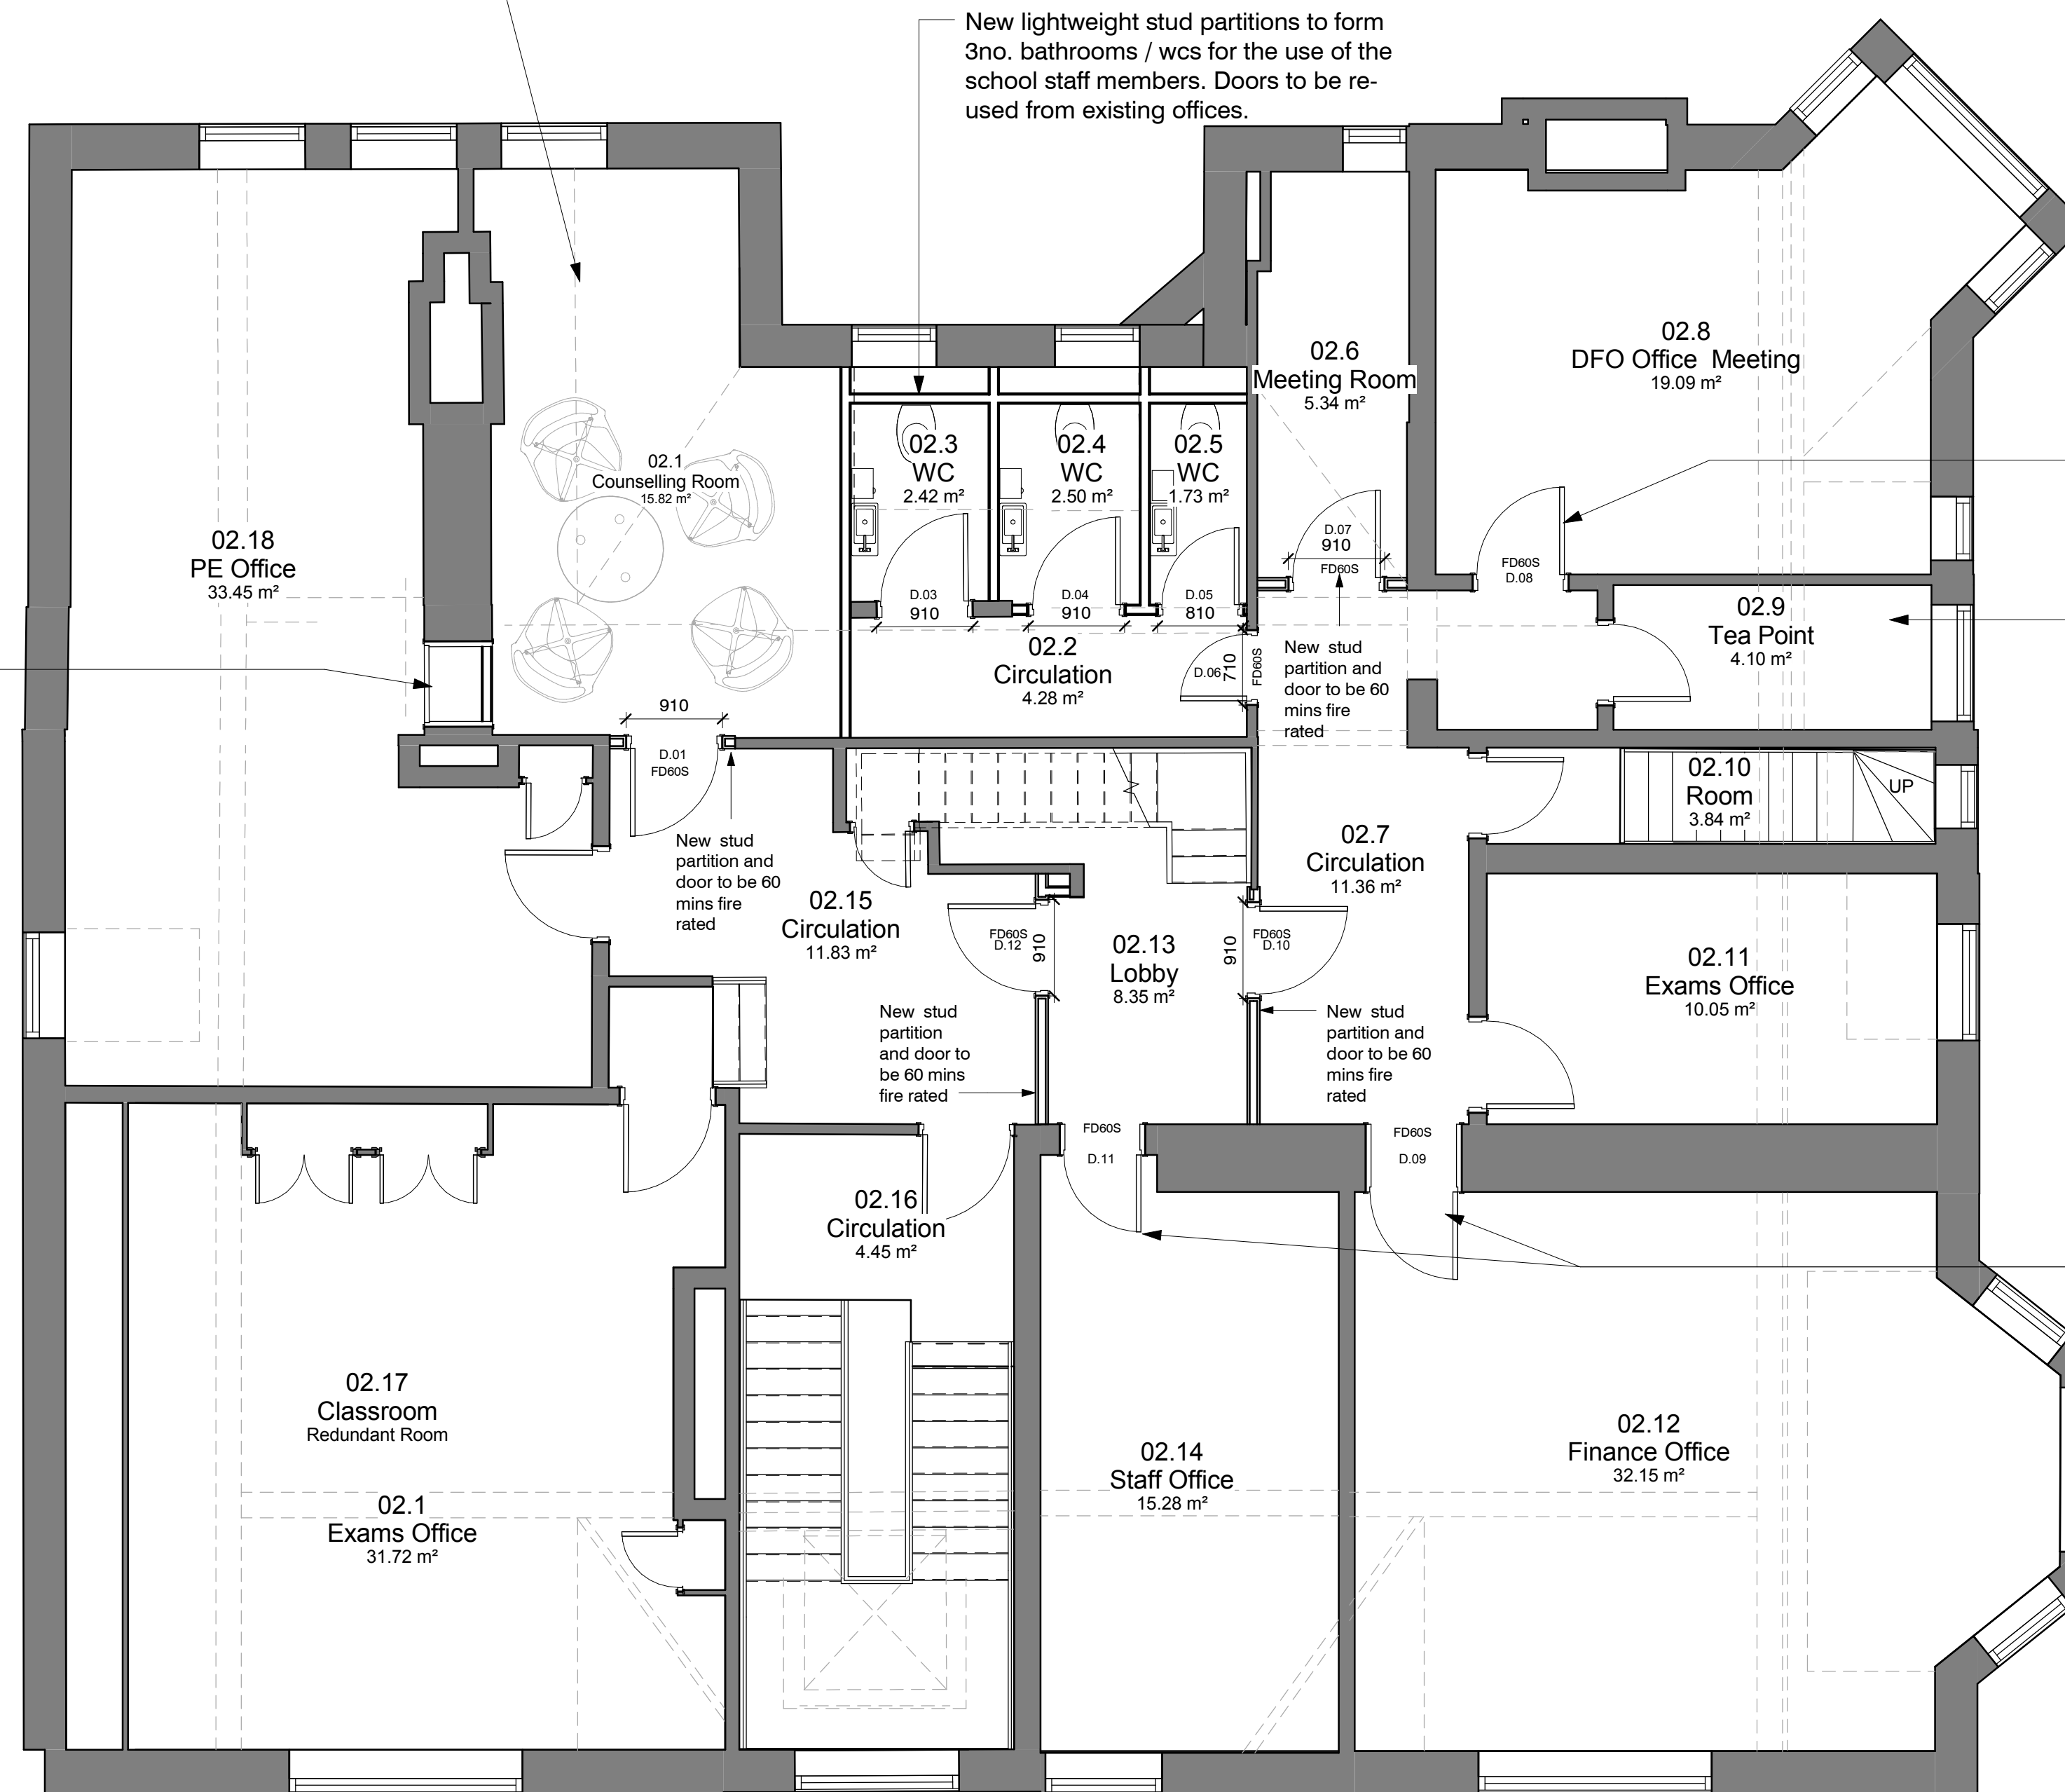 New lightweight stud partitions to form
3no. bathrooms / wcs for the use of the
school staff members. Doors to be re-
used from existing offices.
02.6
Meeting Room
5.34 m²
02.8
DFO Office  Meeting
19.09 m²
02.1
Counselling Room
15.82 m²
02.3
WC
2.42 m²
02.4
WC
2.50 m²
02.5
WC
1.73 m²
02.18
PE Office
33.45 m²
D.07
910
FD60S
FD60S
D.08
D.03
910
D.04
910
D.05
810
02.9
Tea Point
4.10 m²
02.2
Circulation
4.28 m²
D.06
710
FD60S
New stud
partition and
door to be 60
mins fire
rated
910
D.01
FD60S
02.10
Room
3.84 m²
UP
New stud
partition and
door to be 60
mins fire
rated
02.7
Circulation
11.36 m²
02.15
Circulation
11.83 m²
FD60S
D.12
910
02.13
Lobby
8.35 m²
910
FD60S
D.10
02.11
Exams Office
10.05 m²
New stud
partition
and door to
be 60 mins
fire rated
New stud
partition and
door to be 60
mins fire
rated
FD60S
D.11
FD60S
D.09
02.16
Circulation
4.45 m²
02.17
Classroom
Redundant Room
02.1
Exams Office
31.72 m²
02.14
Staff Office
15.28 m²
02.12
Finance Office
32.15 m²